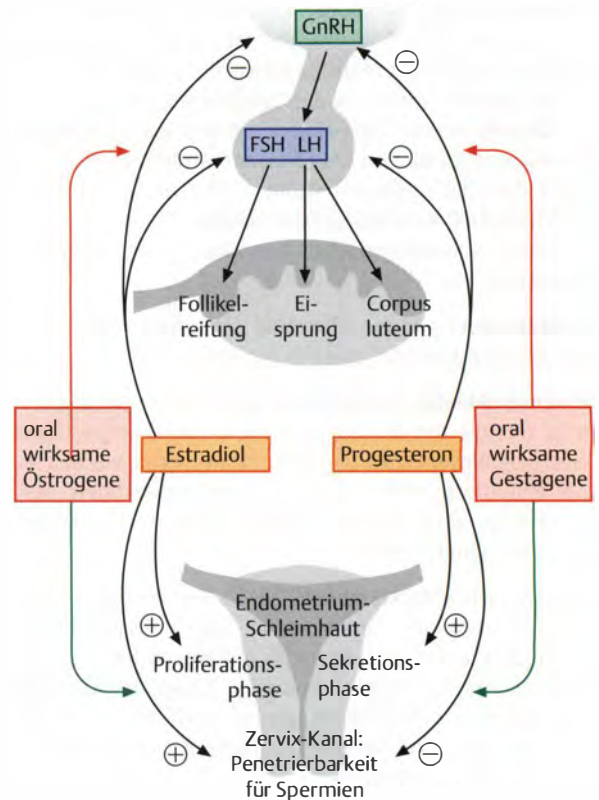 GnRH
−
−
FSH LH
−
−
Follikel-
reifung
Ei-
sprung
Corpus
luteum
oral
wirksame
Östrogene
Estradiol
Progesteron
oral
wirksame
Gestagene
Endometrium-
Schleimhaut
+
+
Proliferations-
phase
Sekretions-
phase
+
−
Zervix-Kanal:
Penetrierbarkeit
für Spermien